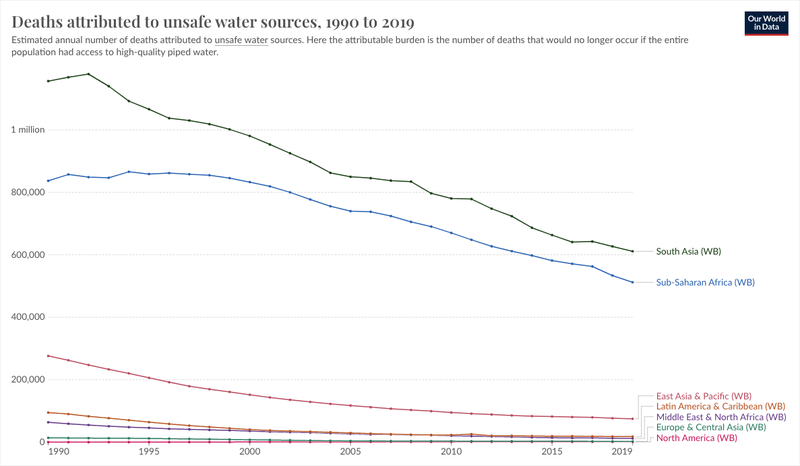 Deaths attributed to unsafe water sources, 1990 to 2019
Our World
in Data
Estimated annual number of deaths attributed to unsafe water sources. Here the attributable burden is the number of deaths that would no longer occur if the entire
population had access to high-quality piped water.
1 million
800,000
600,000
400,000
200,000
0
South Asia (WB)
Sub-Saharan Africa (WB)
East Asia & Pacific (WB)
Latin America & Caribbean (WB)
Middle East & North Africa (WB)
Europe & Central Asia (WB)
North America (WB)
1990
1995
2000
2005
2010
2015
2019